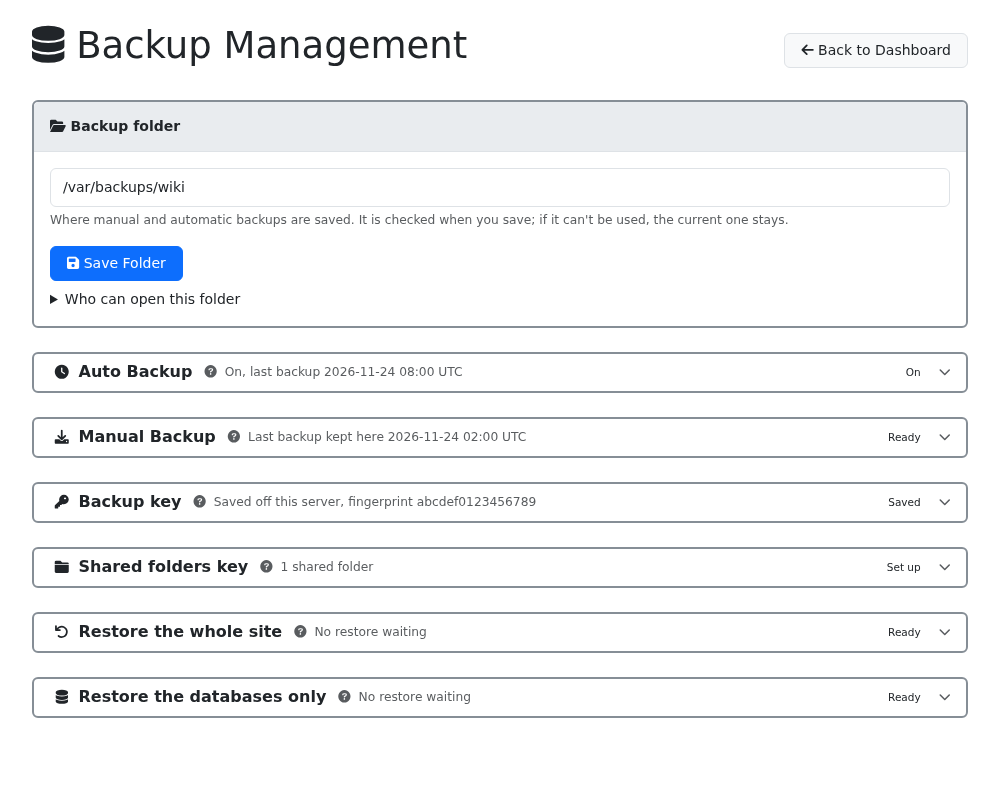 Backup Management
Back to Dashboard
Backup folder
/var/backups/wiki
Where manual and automatic backups are saved. It is checked when you save; if it can't be used, the current one stays.
Save Folder
Who can open this folder
Auto Backup ? On, last backup 2026-11-24 08:00 UTC On
Manual Backup ? Last backup kept here 2026-11-24 02:00 UTC Ready
Backup key ? Saved off this server, fingerprint abcdef0123456789 Saved
Shared folders key ? 1 shared folder Set up
Restore the whole site ? No restore waiting Ready
Restore the databases only ? No restore waiting Ready